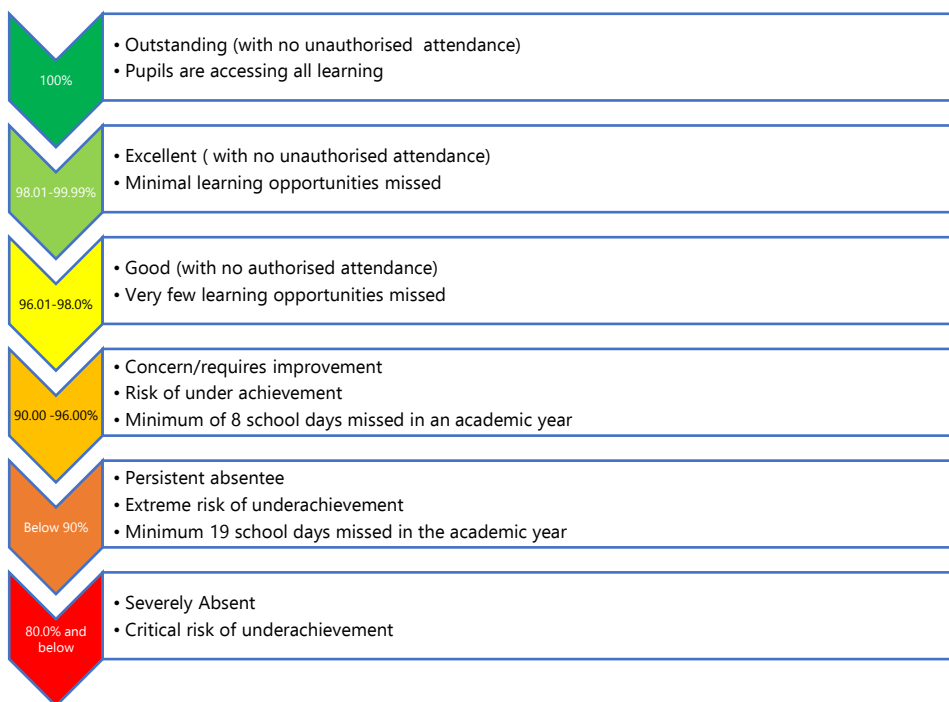 100%
• Outstanding (with no unauthorised  attendance)
• Pupils are accessing all learning
98.01-99.99%
• Excellent ( with no unauthorised attendance)
• Minimal learning opportunities missed
96.01-98.0%
• Good (with no authorised attendance)
• Very few learning opportunities missed
90.00 -96.00%
• Concern/requires improvement
• Risk of under achievement
• Minimum of 8 school days missed in an academic year
Below 90%
• Persistent absentee
• Extreme risk of underachievement
• Minimum 19 school days missed in the academic year
80.0% and
below
• Severely Absent
• Critical risk of underachievement